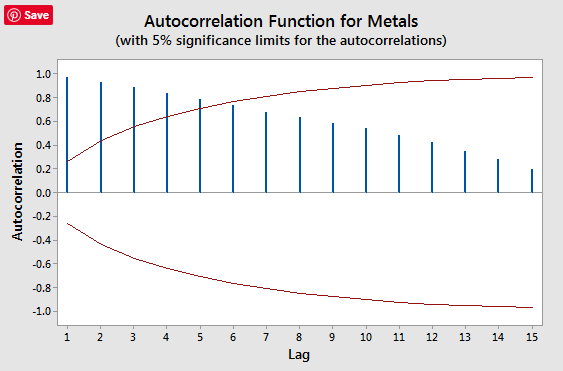 Save
Autocorrelation Function for Metals
(with 5% significance limits for the autocorrelations)
Autocorrelation
1.0
0.8
0.6
0.4
0.2
0.0
-0.2
-0.4
-0.6
-0.8
-1.0
1 2 3 4 5 6 7 8 9 10 11 12 13 14 15
Lag